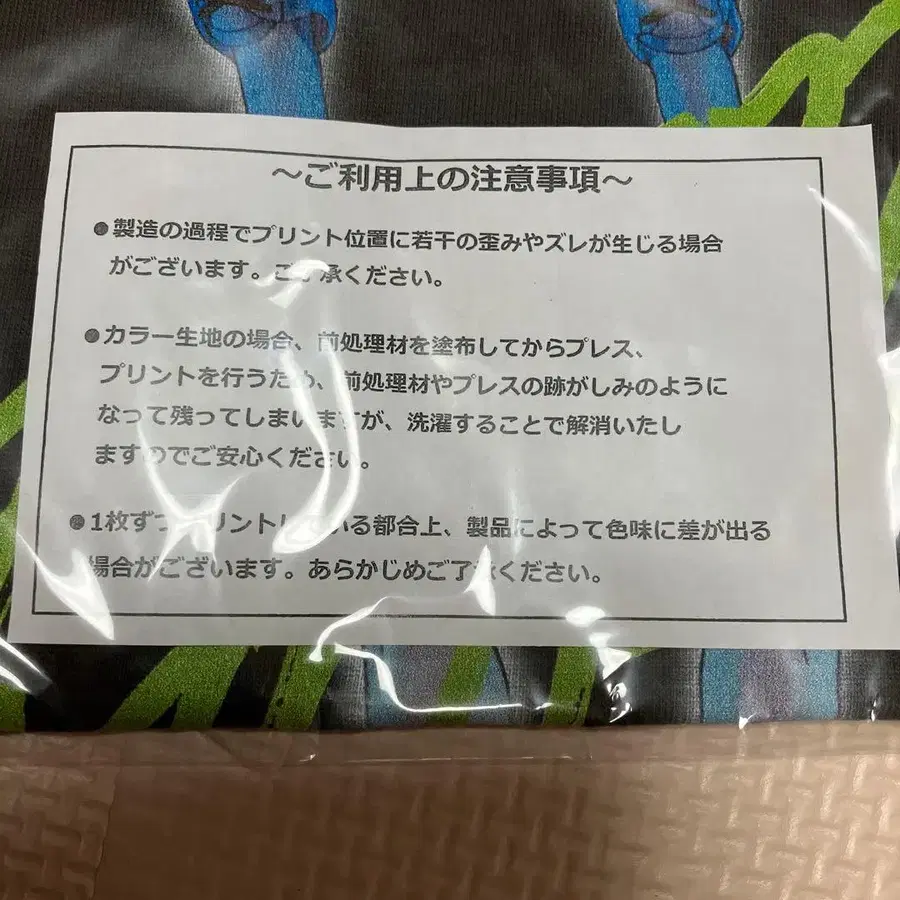 ～ご利用上の注意事項～
●製造の過程でプリント位置に若干の歪みやズレが生じる場合
がございます。ご了承ください。
●カラー生地の場合、前処理材を塗布してからプレス、
プリントを行うため、前処理材やプレスの跡がしみのように
なって残ってしまいますが、洗濯することで解消いたし
ますのでご安心ください。
●1枚ずつプリントしている都合上、製品によって色味に差が出る
場合がございます。あらかじめご了承ください。